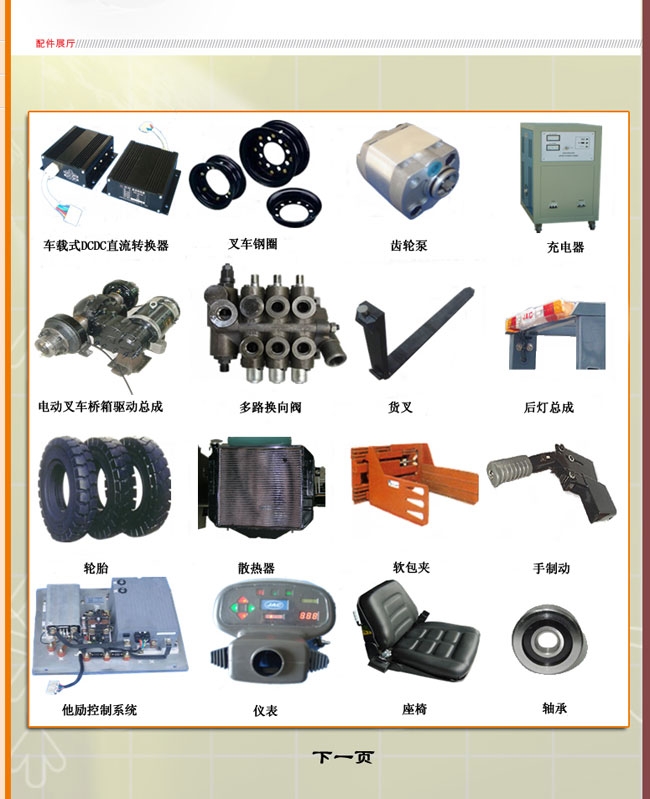 配件展厅
车载式DCDC直流转换器
叉车钢圈
齿轮泵
充电器
电动叉车桥箱驱动总成
多路换向阀
货叉
后灯总成
轮胎
散热器
软包夹
手制动
他励控制系统
仪表
座椅
轴承
下一页